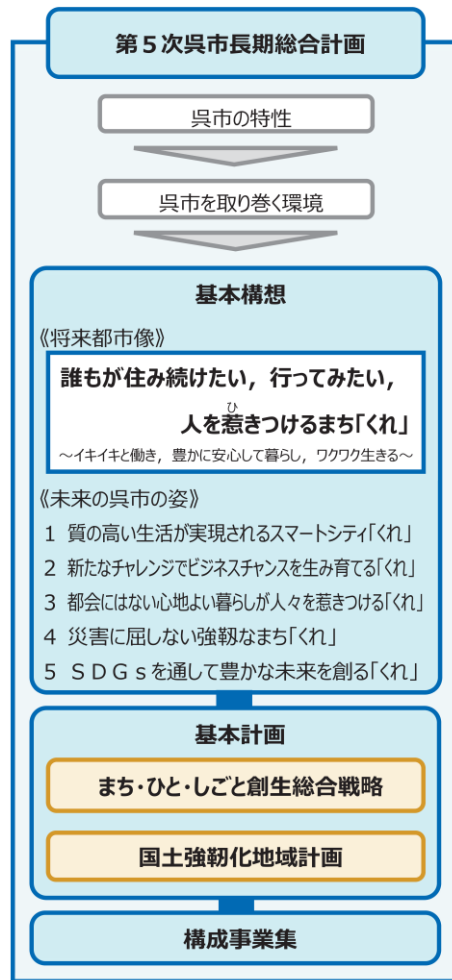 第５次呉市長期総合計画
呉市の特性
呉市を取り巻く環境
基本構想
《将来都市像》
誰もが住み続けたい，行ってみたい，
ひ
人を惹きつけるまち「くれ」
～イキイキと働き，豊かに安心して暮らし，ワクワク生きる～
《未来の呉市の姿》
1 質の高い生活が実現されるスマートシティ「くれ」
2 新たなチャレンジでビジネスチャンスを生み育てる「くれ」
3 都会にはない心地よい暮らしが人々を惹きつける「くれ」
4 災害に屈しない強靱なまち「くれ」
5 ＳＤＧｓを通して豊かな未来を創る「くれ」
基本計画
まち・ひと・しごと創生総合戦略
国土強靱化地域計画
構成事業集